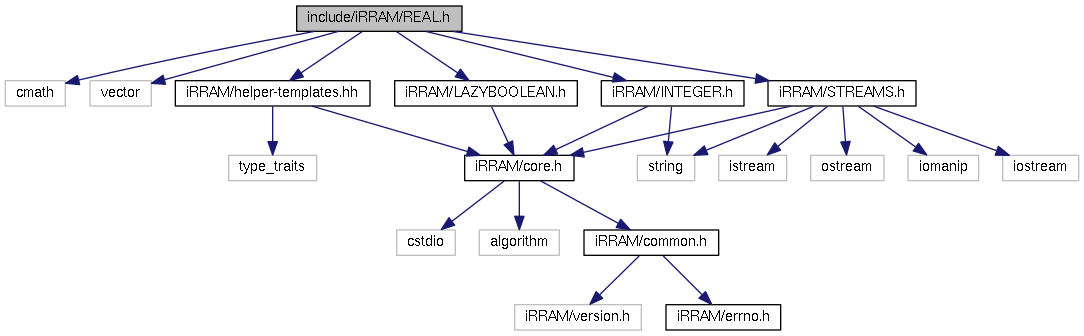 include/iRRAM/REAL.h
cmath
vector
iRRAM/helper-templates.hh
iRRAM/LAZYBOOLEAN.h
iRRAM/INTEGER.h
iRRAM/STREAMS.h
type_traits
iRRAM/core.h
string
istream
ostream
iomanip
iostream
cstdio
algorithm
iRRAM/common.h
iRRAM/version.h
iRRAM/errno.h